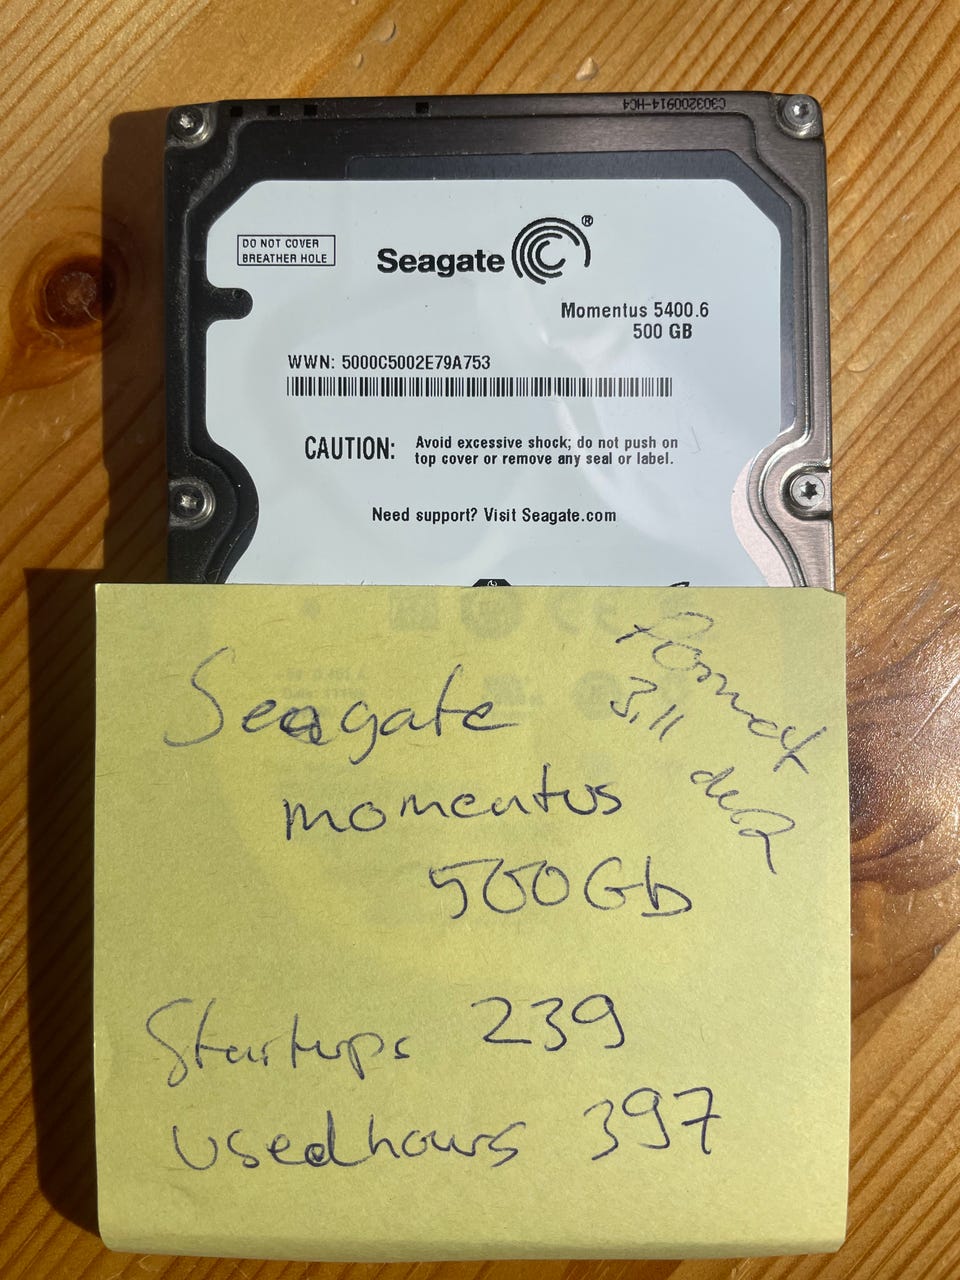 C303200914-HC4
DO NOT COVER
BREATHER HOLE
Seagate®
Momentus 5400.6
500 GB
WWN: 5000C5002E79A753
CAUTION: Avoid excessive shock; do not push on
top cover or remove any seal or label.
Need support? Visit Seagate.com
Format
3.11
Seagate
momentus
500Gb
Startups 239
Usedhours 397